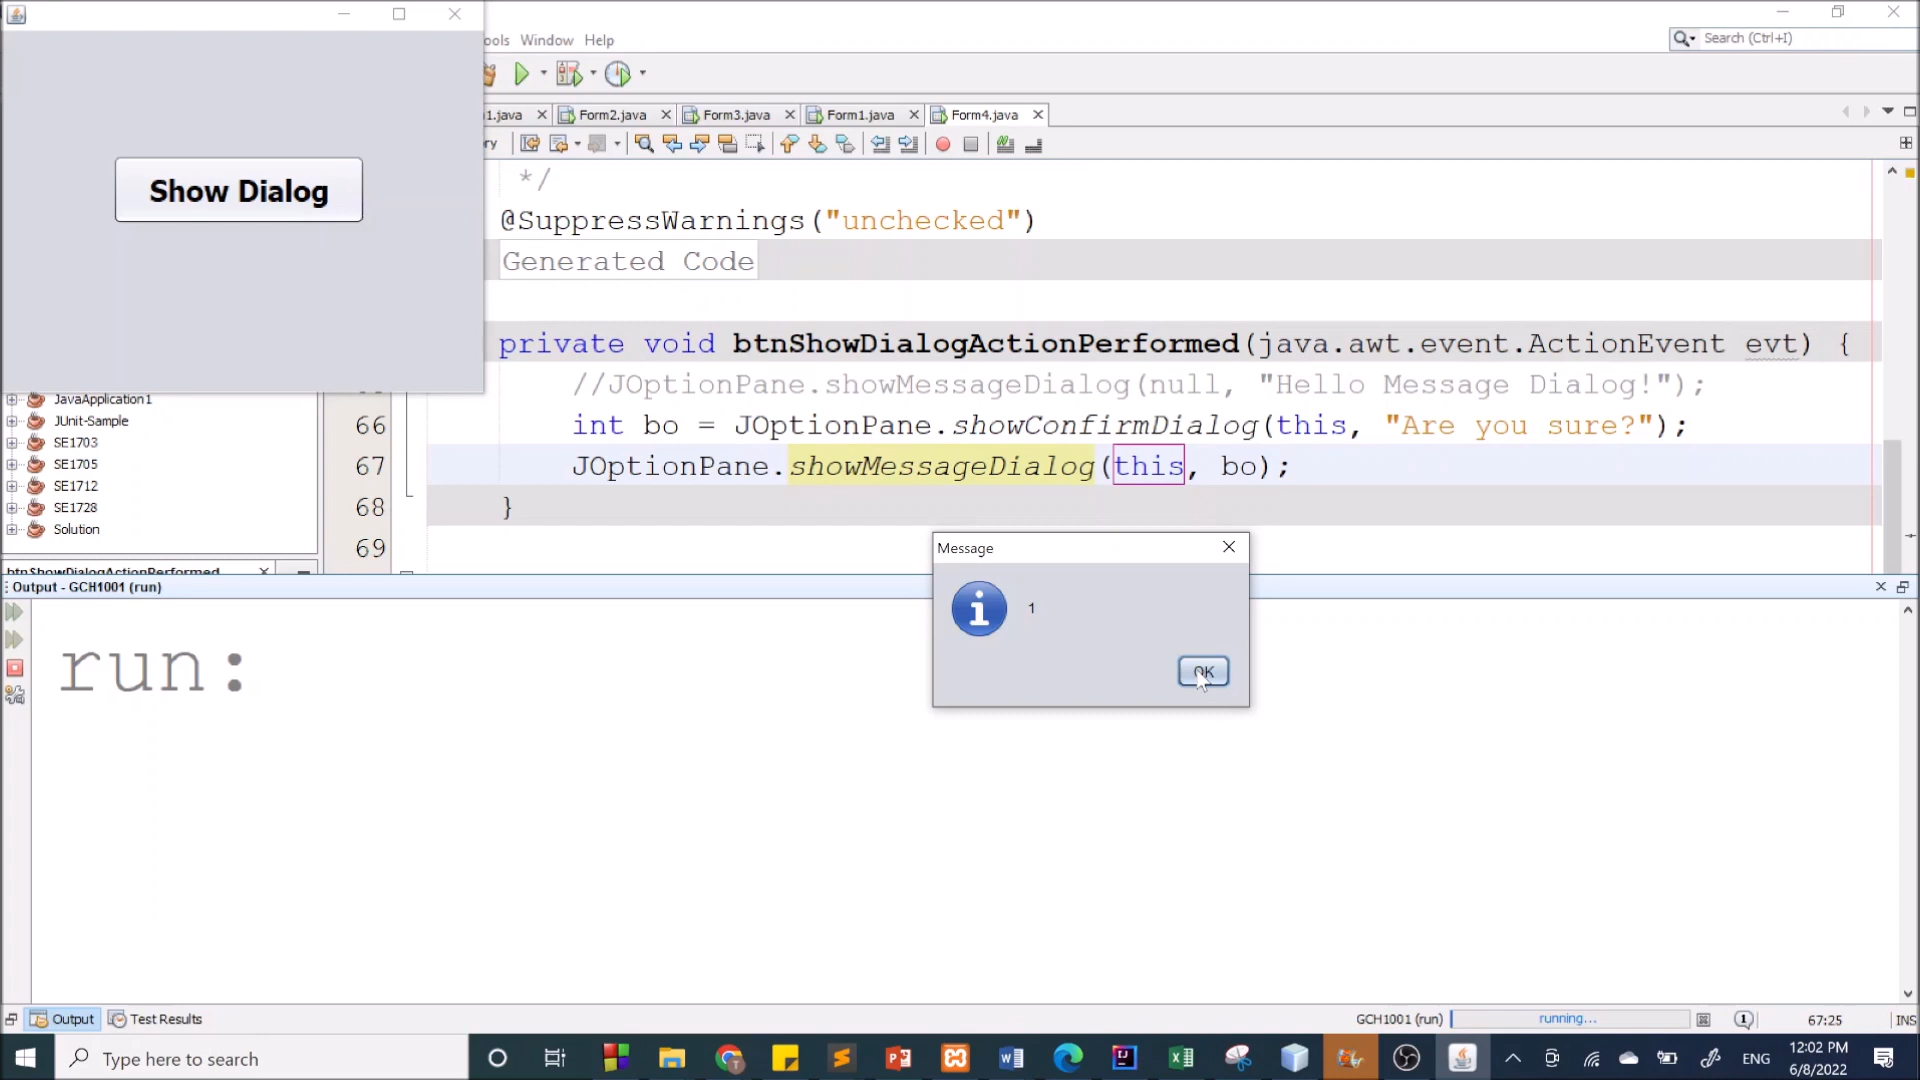 ools Window Help
Search (Ctrl+I)
1.java Form2.java Form3.java Form1.java Form4.java
ry
Show Dialog
*/
@SuppressWarnings("unchecked")
Generated Code
private void btnShowDialogActionPerformed(java.awt.event.ActionEvent evt) {
//JOptionPane.showMessageDialog(null, "Hello Message Dialog!");
66 int bo = JOptionPane.showConfirmDialog(this, "Are you sure?");
67 JOptionPane.showMessageDialog(this, bo);
68 }
69
JavaApplication1
JUnit-Sample
SE1703
SE1705
SE1712
SE1728
Solution
btnShowDialogActionPerformed
Message
1
OK
Output - GCH1001 (run)
run:
Output Test Results
GCH1001 (run) running... 1 67:25 INS
Type here to search
ENG
12:02 PM
6/8/2022